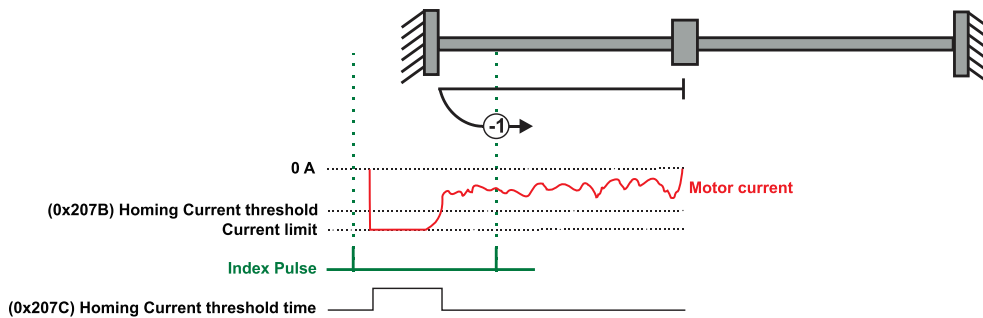 -1
0 A
Motor current
(0x207B) Homing Current threshold
Current limit
Index Pulse
(0x207C) Homing Current threshold time